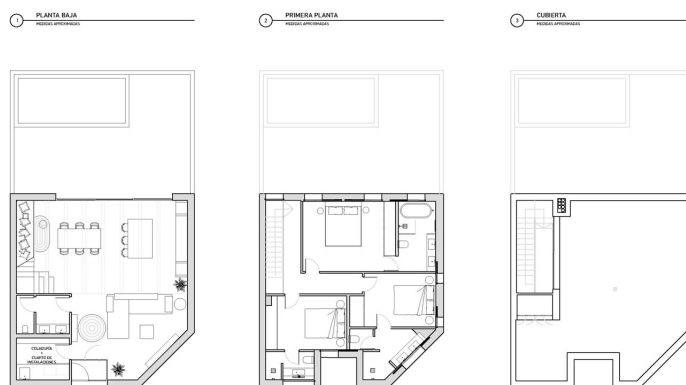 1
PLANTA BAJA
MEDIDAS APROXIMADAS
2
PRIMERA PLANTA
MEDIDAS APROXIMADAS
3
CUBIERTA
MEDIDAS APROXIMADAS
COLADURÍA
Y
CUARTO DE
INSTALACIONES